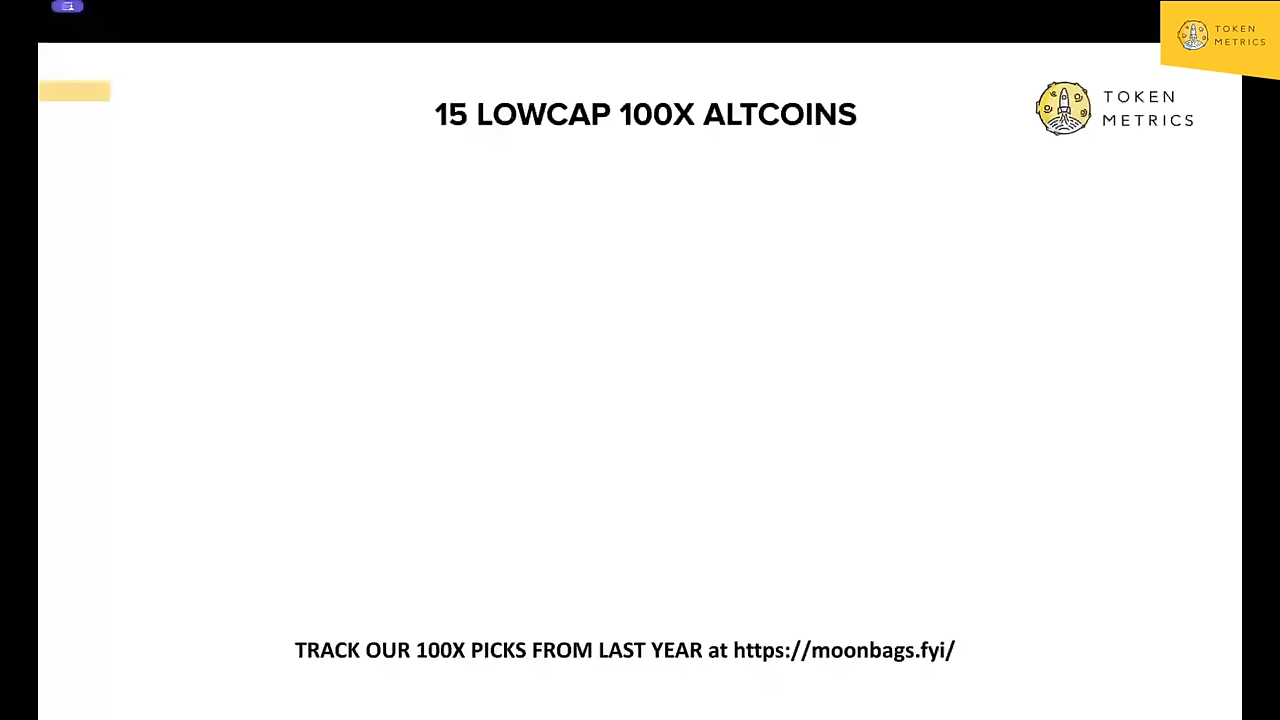 TOKEN
METRICS
15 LOWCAP 100X ALTCOINS
TOKEN
METRICS
TRACK OUR 100X PICKS FROM LAST YEAR at https://moonbags.fyi/